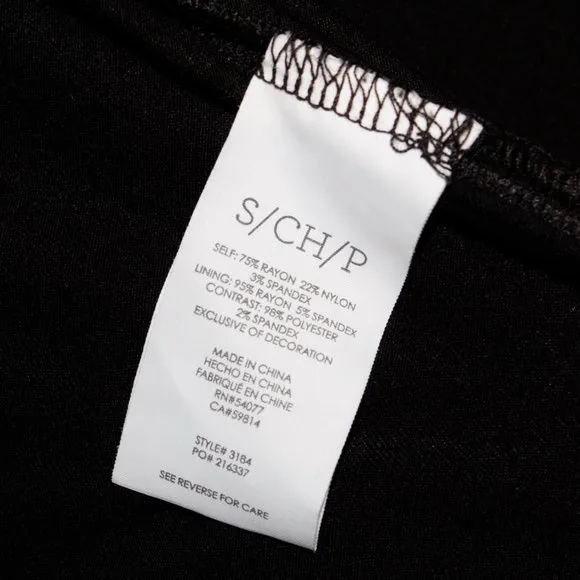 S/CH/P
SELF: 75% RAYON 22% NYLON
3% SPANDEX
LINING: 95% RAYON 5% SPANDEX
CONTRAST: 98% POLYESTER
2% SPANDEX
EXCLUSIVE OF DECORATION
MADE IN CHINA
HECHO EN CHINA
FABRIQUÉ EN CHINE
RN#54077
CA#59814
STYLE# 3184
PO# 216337
SEE REVERSE FOR CARE